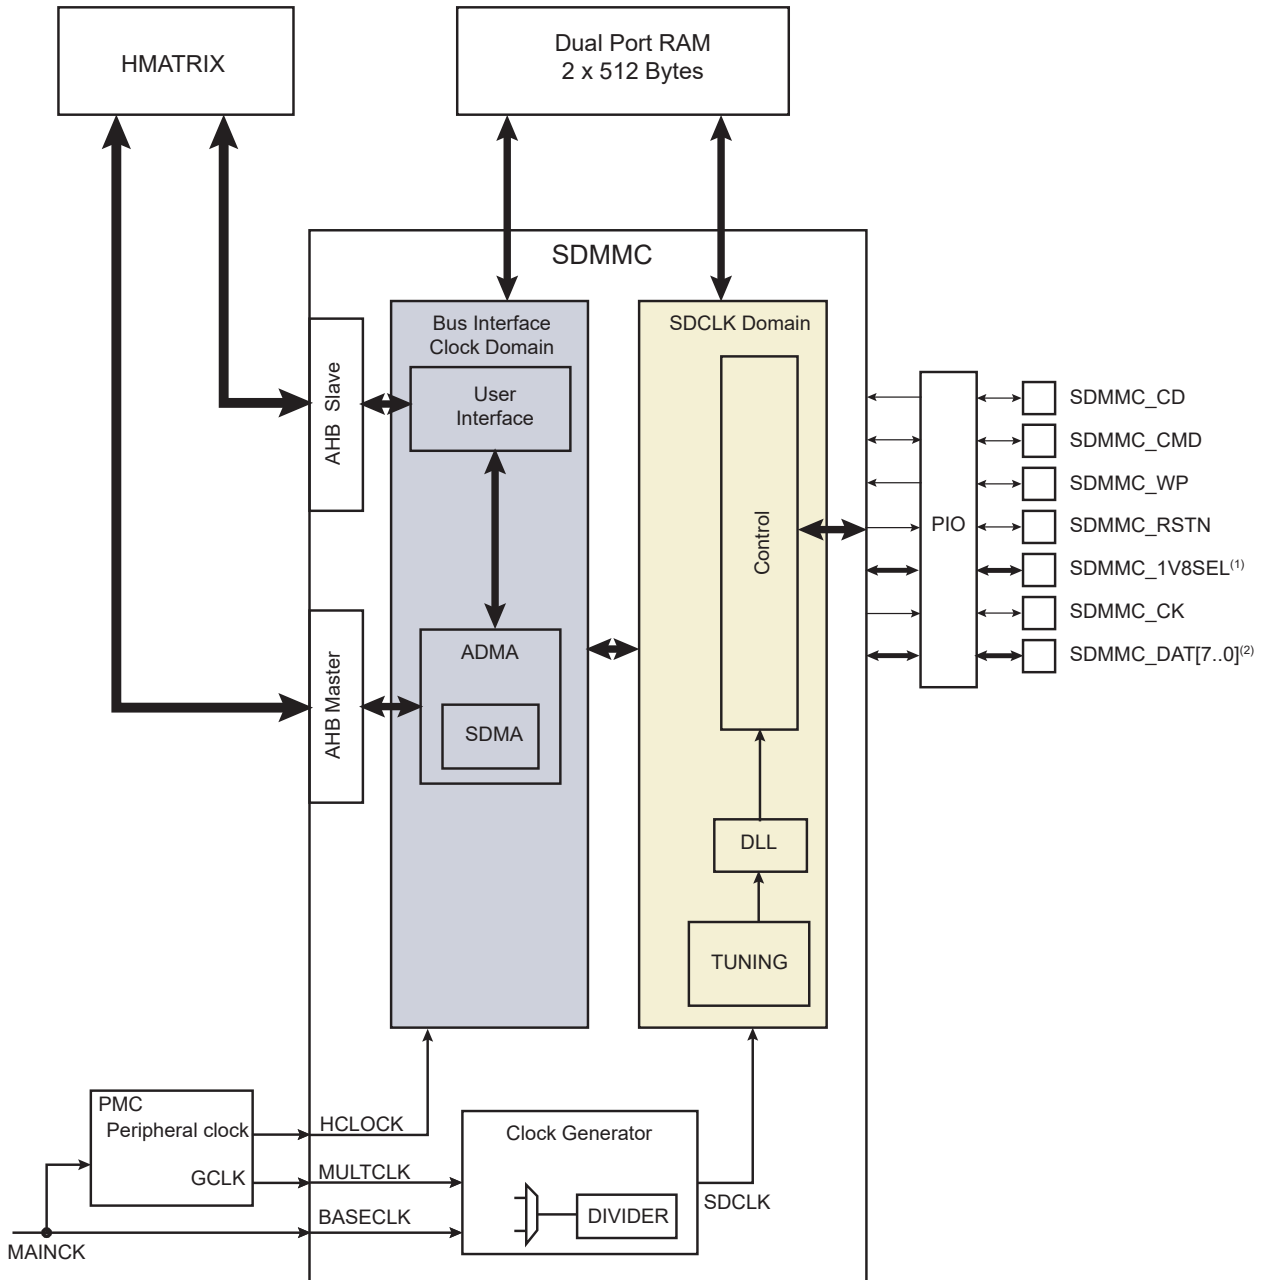 HMATRIX
Dual Port RAM
2 x 512 Bytes
SDMMC
Bus Interface
Clock Domain
SDCLK Domain
AHB Slave
User
Interface
Control
PIO
SDMMC_CD
SDMMC_CMD
SDMMC_WP
SDMMC_RSTN
SDMMC_1V8SEL(1)
SDMMC_CK
SDMMC_DAT[7..0](2)
AHB Master
ADMA
SDMA
DLL
TUNING
PMC
Peripheral clock
GCLK
HCLOCK
MULTCLK
BASECLK
MAINCK
Clock Generator
DIVIDER
SDCLK